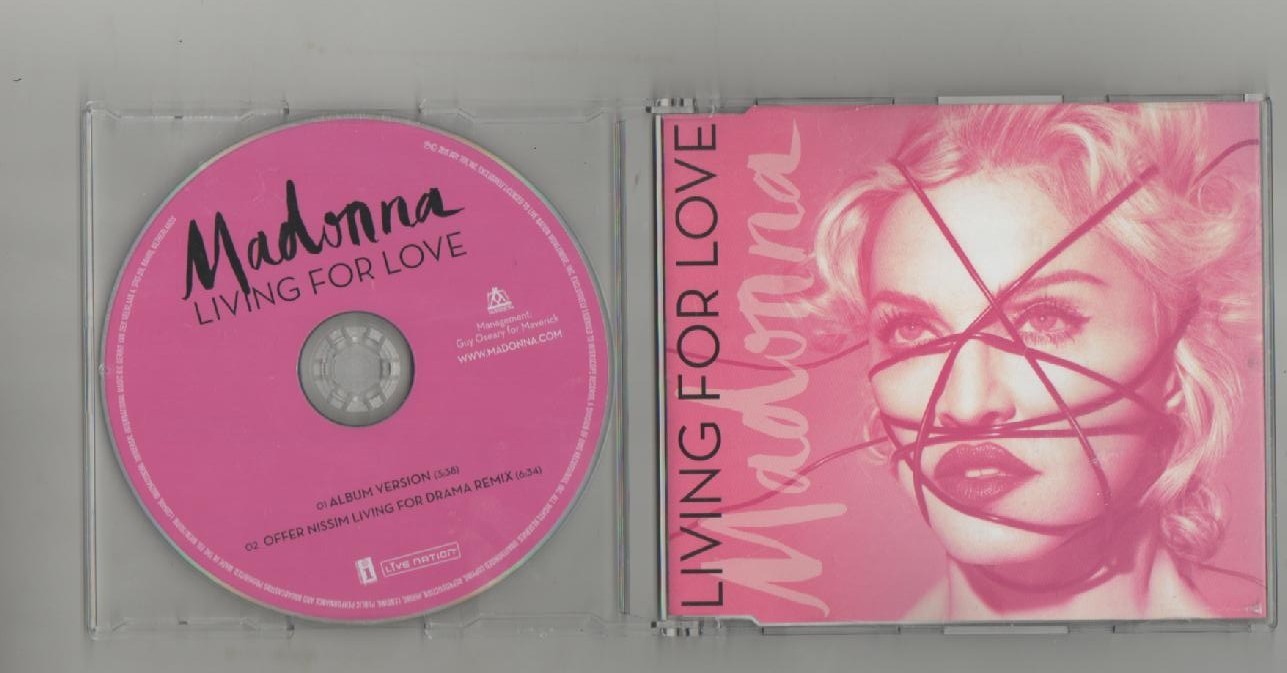 Madonna
LIVING FOR LOVE
Management:
Guy Oseary for Maverick
WWW.MADONNA.COM
01 ALBUM VERSION (5:38)
02 OFFER NISSIM LIVING FOR DRAMA REMIX (6:34)
i
LIVE NATION
LIVING FOR LOVE
Madonna